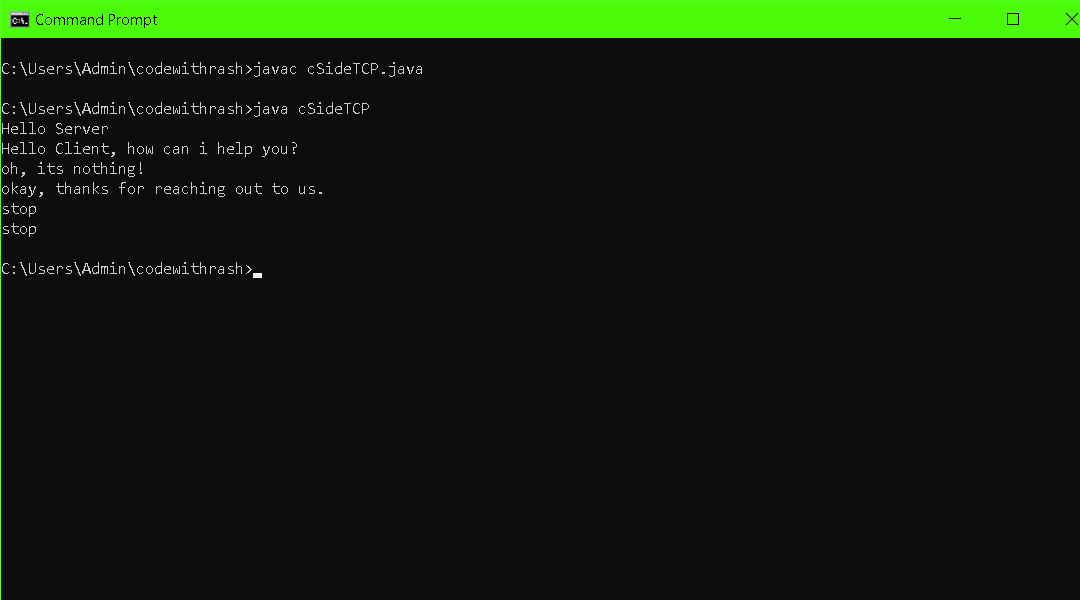 Command Prompt
C:\Users\Admin\codewithrash>javac cSideTCP.java
C:\Users\Admin\codewithrash>java cSideTCP
Hello Server
Hello Client, how can i help you?
oh, its nothing!
okay, thanks for reaching out to us.
stop
stop
C:\Users\Admin\codewithrash>